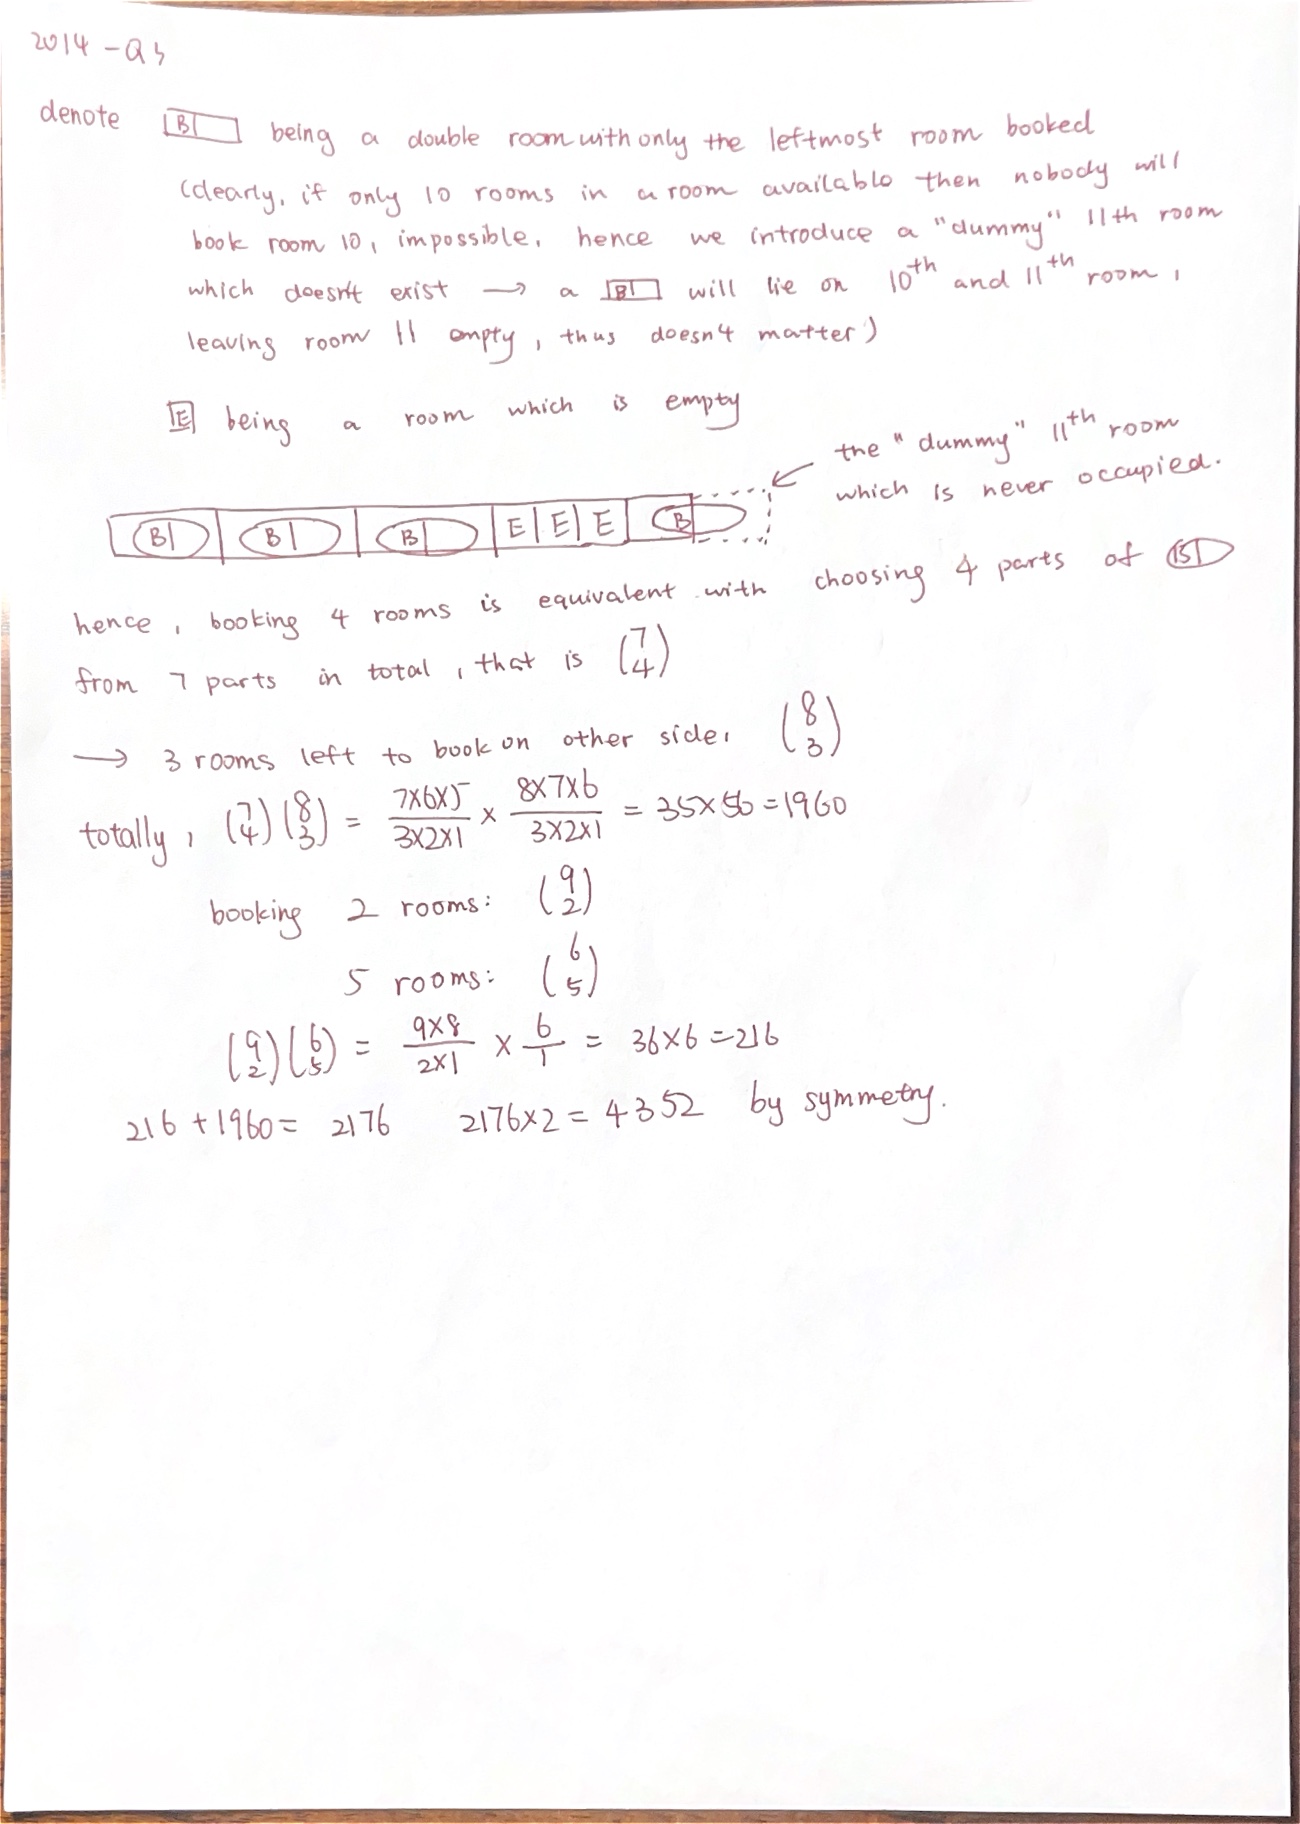 2014 - Q3
denote [B| ] being a double room with only the leftmost room booked
(clearly, if only 10 rooms in a room available then nobody will
book room 10, impossible, hence we introduce a "dummy" 11th room
which doesn't exist → a [B| ] will lie on 10th and 11th room,
leaving room 11 empty, thus doesn't matter)
[E] being a room which is empty
the "dummy" 11th room
which is never occupied.
B| B| B| E|E|E B|
hence, booking 4 rooms is equivalent with choosing 4 parts of (B|)
from 7 parts in total, that is (7 4)
→ 3 rooms left to book on other side, (8 3)
totally, (7 4)(8 3) = 7×6×5/3×2×1 × 8×7×6/3×2×1 = 35×56=1960
booking 2 rooms: (9 2)
5 rooms: (6 5)
(9 2)(6 5) = 9×8/2×1 × 6/1 = 36×6=216
216+1960= 2176 2176×2=4352 by symmetry.